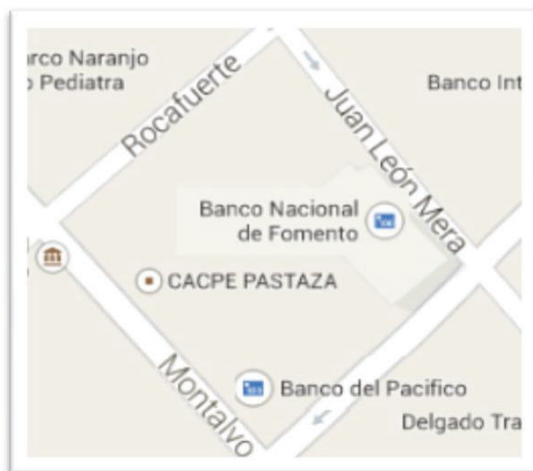 Naranjo
Pediatra
Rocafuerte
Juan León Mera
Banco Int
Banco Nacional
de Fomento
CACPE PASTAZA
Montalvo
Banco del Pacifico
Delgado Tra